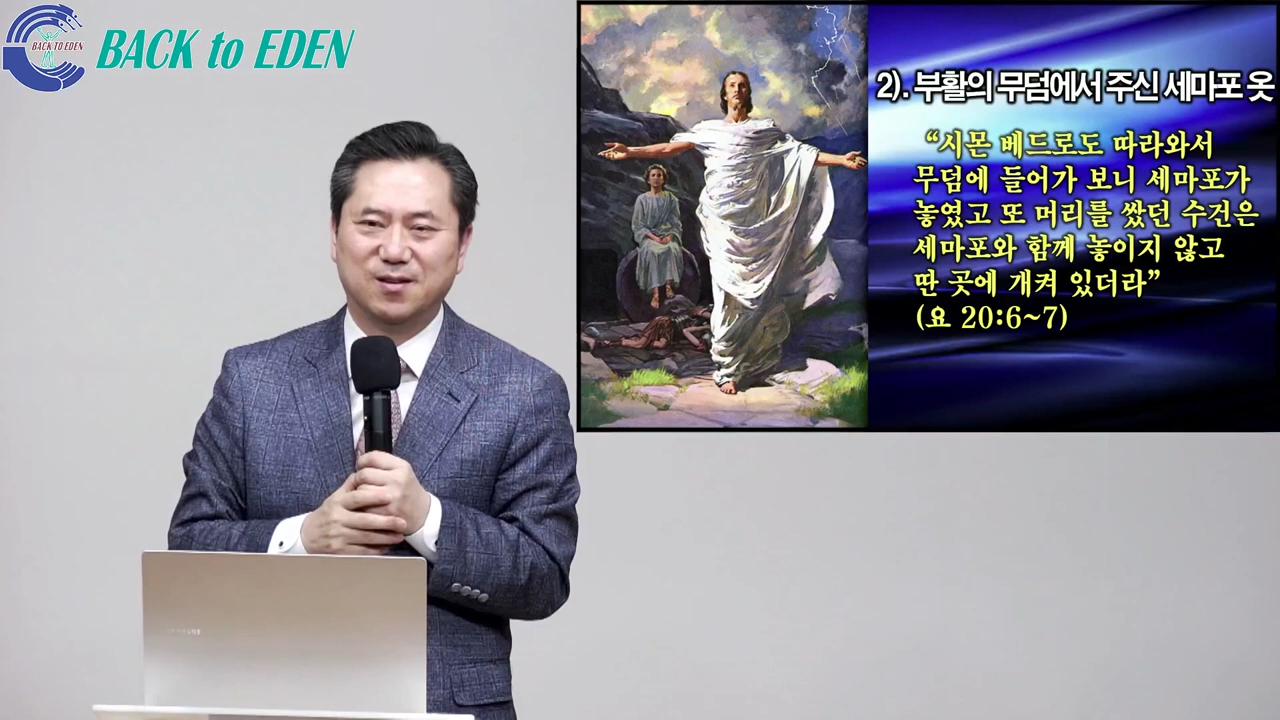 BACK TO EDEN
BACK to EDEN
2). 부활의 무덤에서 주신 세마포 옷
“시몬 베드로도 따라와서
무덤에 들어가 보니 세마포가
놓였고 또 머리를 쌌던 수건은
세마포와 함께 놓이지 않고
딴 곳에 개켜 있더라”
(요 20:6~7)